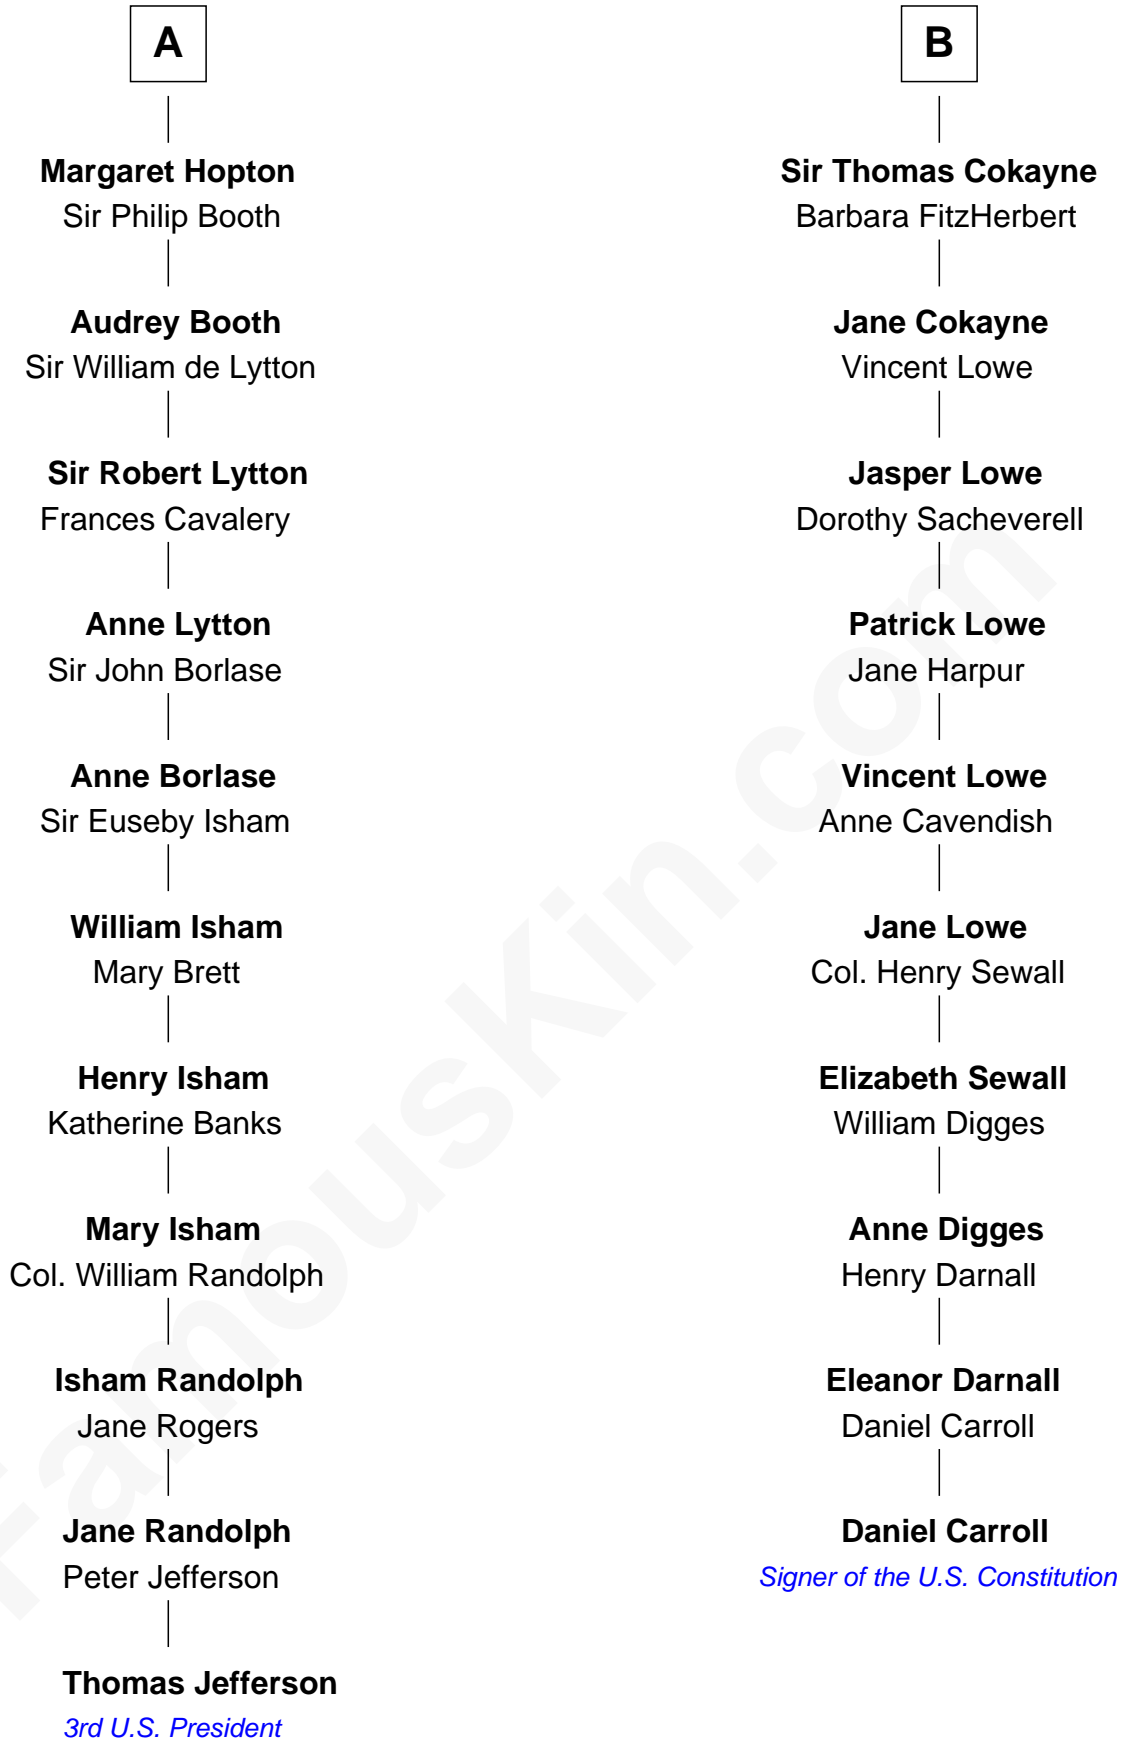 A
Margaret Hopton
Sir Philip Booth
Audrey Booth
Sir William de Lytton
Sir Robert Lytton
Frances Cavalery
Anne Lytton
Sir John Borlase
Anne Borlase
Sir Euseby Isham
William Isham
Mary Brett
Henry Isham
Katherine Banks
Mary Isham
Col. William Randolph
Isham Randolph
Jane Rogers
Jane Randolph
Peter Jefferson
Thomas Jefferson
3rd U.S. President
B
Sir Thomas Cokayne
Barbara FitzHerbert
Jane Cokayne
Vincent Lowe
Jasper Lowe
Dorothy Sacheverell
Patrick Lowe
Jane Harpur
Vincent Lowe
Anne Cavendish
Jane Lowe
Col. Henry Sewall
Elizabeth Sewall
William Digges
Anne Digges
Henry Darnall
Eleanor Darnall
Daniel Carroll
Daniel Carroll
Signer of the U.S. Constitution
FamousKin.com